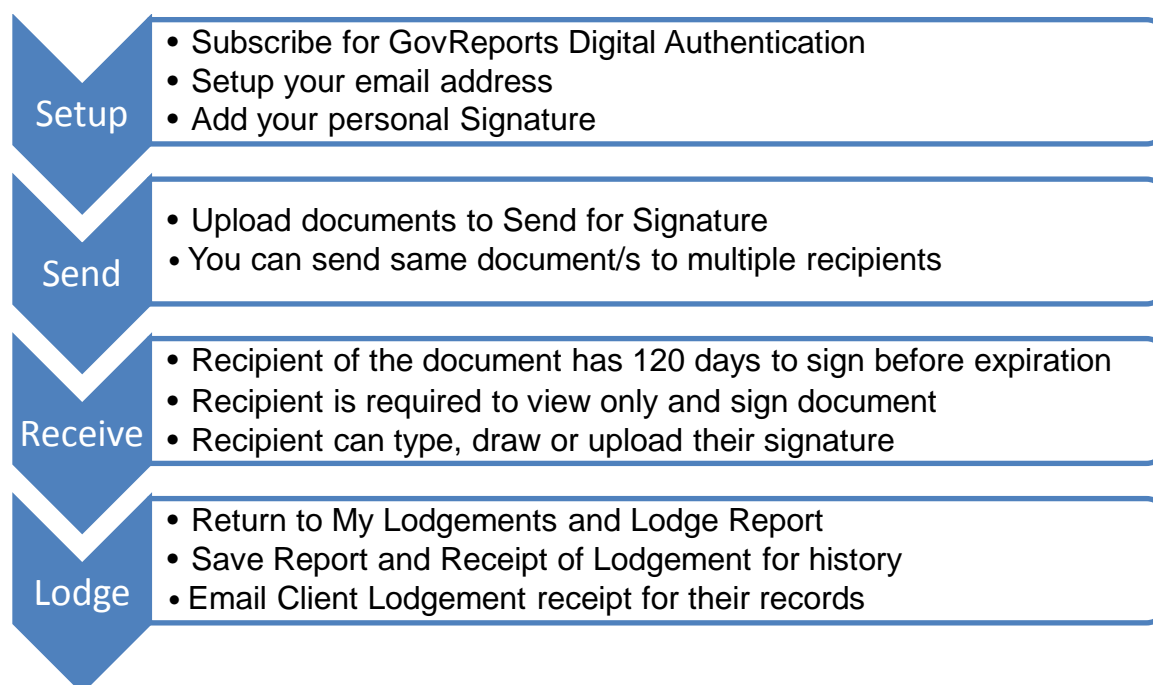 Setup
• Subscribe for GovReports Digital Authentication
• Setup your email address
• Add your personal Signature
Send
• Upload documents to Send for Signature
• You can send same document/s to multiple recipients
Receive
• Recipient of the document has 120 days to sign before expiration
• Recipient is required to view only and sign document
• Recipient can type, draw or upload their signature
Lodge
• Return to My Lodgements and Lodge Report
• Save Report and Receipt of Lodgement for history
• Email Client Lodgement receipt for their records